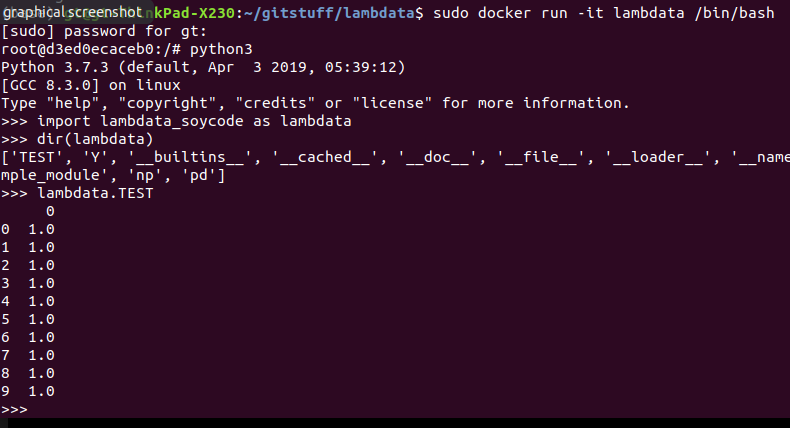 graphical screenshot nkPad-X230:~/gitstuff/lambdata$ sudo docker run -it lambdata /bin/bash
[sudo] password for gt:
root@d3ed0ecaceb0:/# python3
Python 3.7.3 (default, Apr  3 2019, 05:39:12)
[GCC 8.3.0] on linux
Type "help", "copyright", "credits" or "license" for more information.
>>> import lambdata_soycode as lambdata
>>> dir(lambdata)
['TEST', 'Y', '__builtins__', '__cached__', '__doc__', '__file__', '__loader__', '__name
mple_module', 'np', 'pd']
>>> lambdata.TEST
     0
0  1.0
1  1.0
2  1.0
3  1.0
4  1.0
5  1.0
6  1.0
7  1.0
8  1.0
9  1.0
>>>